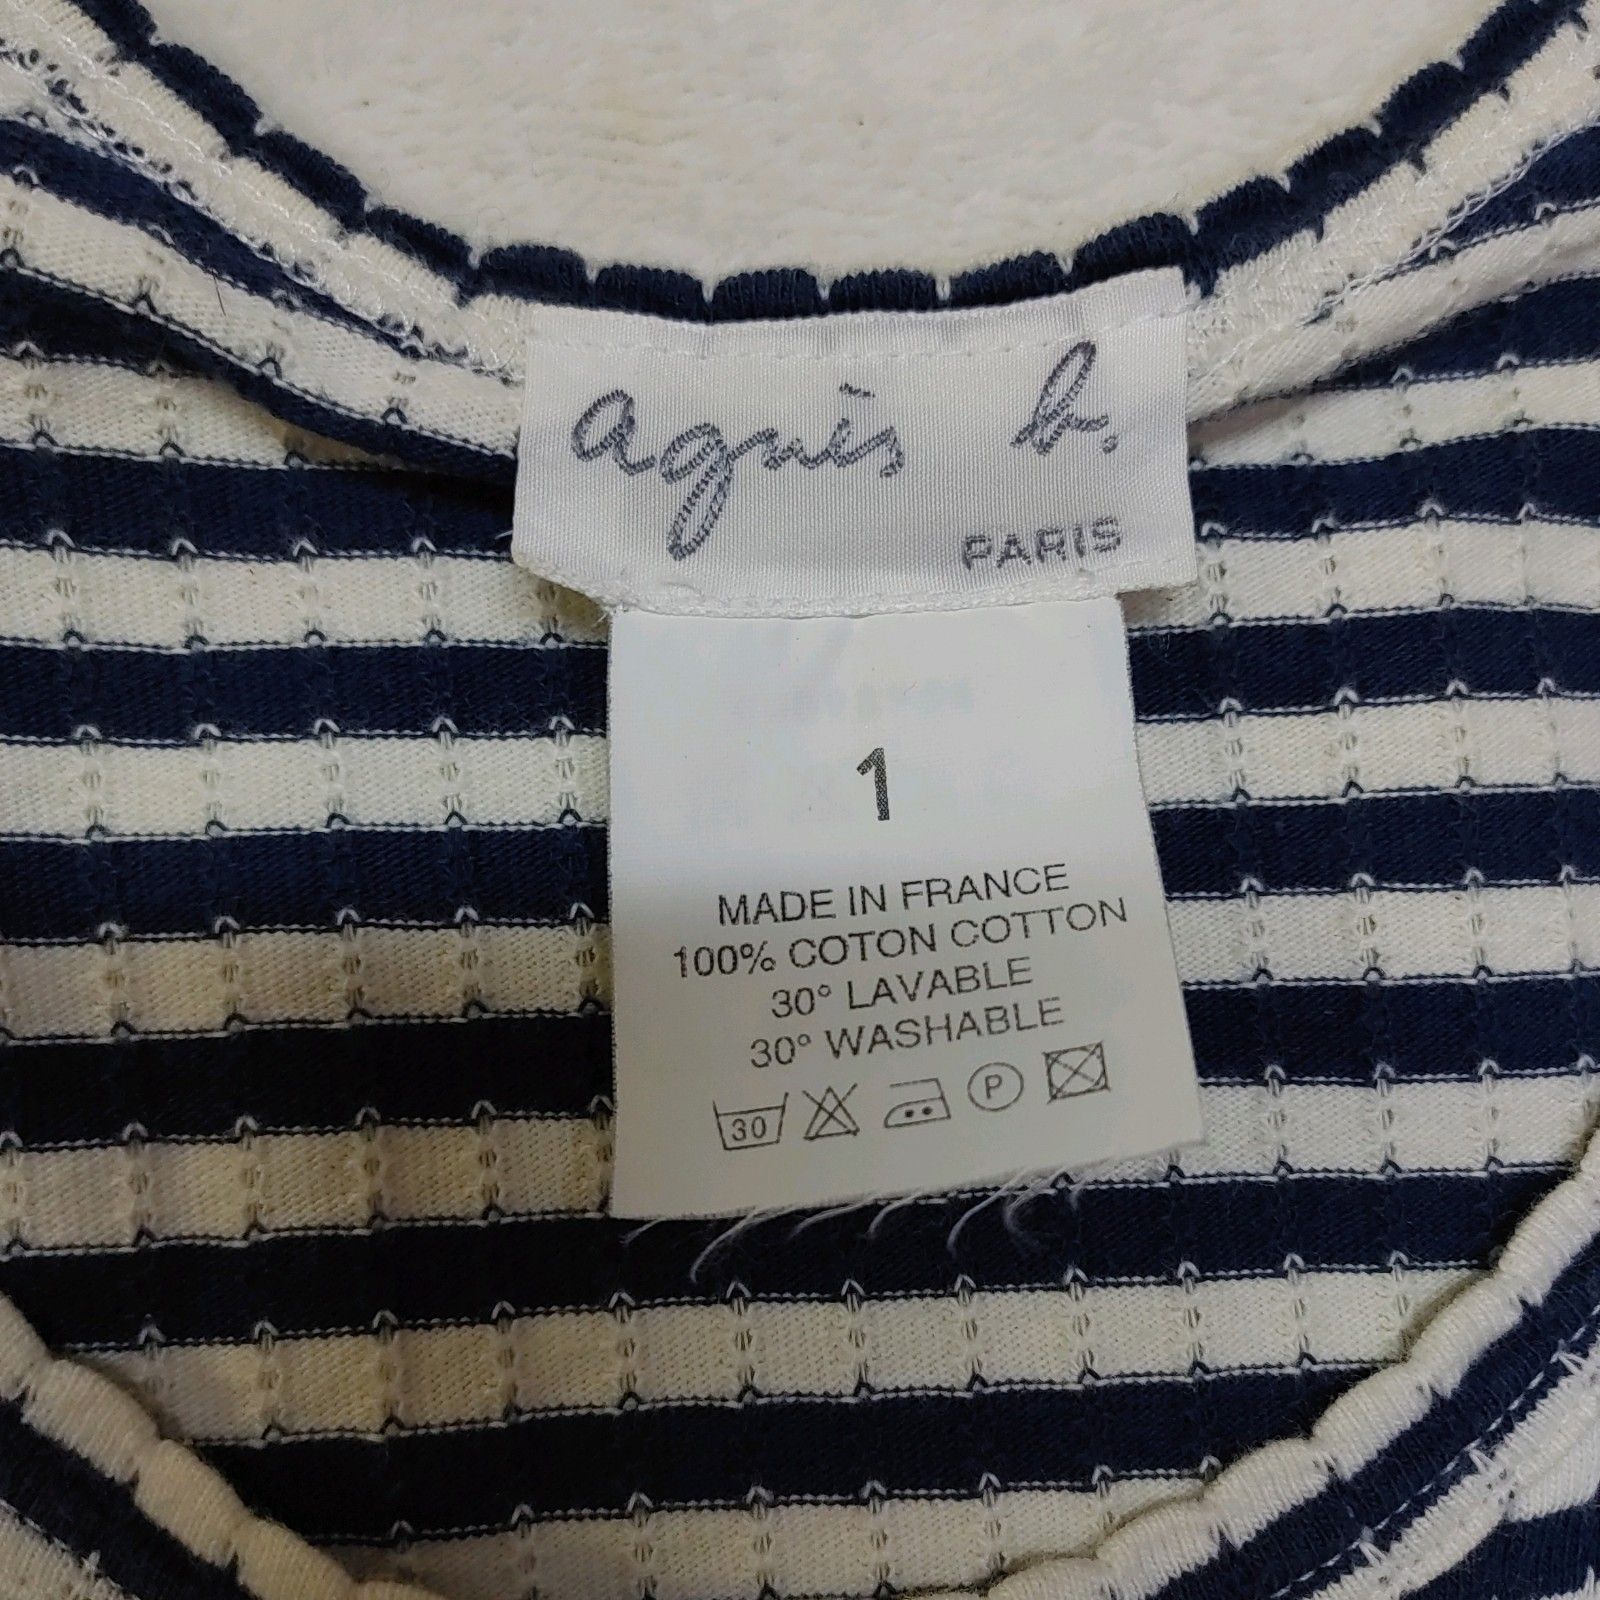 agnès b.
PARIS
1
MADE IN FRANCE
100% COTON COTTON
30° LAVABLE
30° WASHABLE
30 P